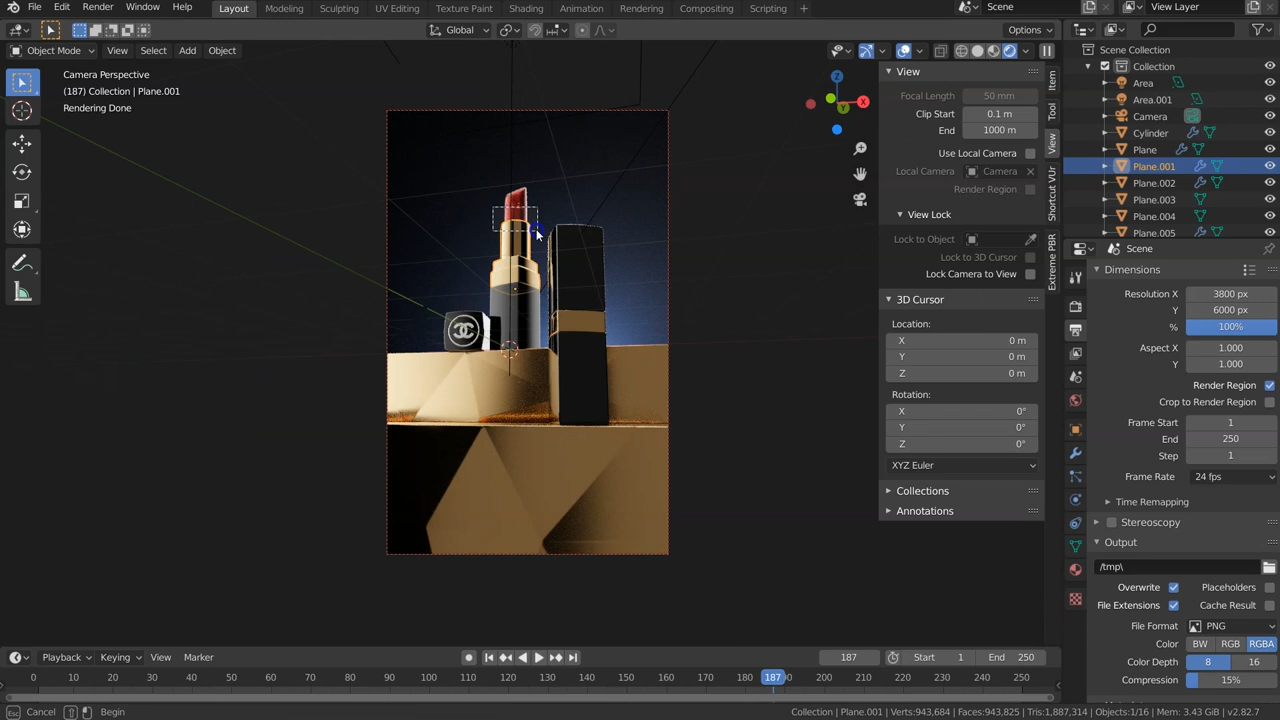 File Edit Render Window Help Layout Modeling Sculpting UV Editing Texture Paint Shading Animation Rendering Compositing Scripting + Scene View Layer
Global Options
Object Mode View Select Add Object
Camera Perspective
(187) Collection | Plane.001
Rendering Done
X
Y
Z
View
Focal Length 50 mm
Clip Start 0.1 m
End 1000 m
Use Local Camera
Local Camera Camera
Render Region
View Lock
Lock to Object
Lock to 3D Cursor
Lock Camera to View
3D Cursor
Location:
X 0 m
Y 0 m
Z 0 m
Rotation:
X 0°
Y 0°
Z 0°
XYZ Euler
Collections
Annotations
Item
Tool
View
Shortcut VUr
Extreme PBR
Scene Collection
Collection
Area
Area.001
Camera
Cylinder
Plane
Plane.001
Plane.002
Plane.003
Plane.004
Plane.005
Scene
Dimensions
Resolution X 3800 px
Y 6000 px
% 100%
Aspect X 1.000
Y 1.000
Render Region
Crop to Render Region
Frame Start 1
End 250
Step 1
Frame Rate 24 fps
Time Remapping
Stereoscopy
Output
/tmp\
Overwrite Placeholders
File Extensions Cache Result
File Format PNG
Color BW RGB RGBA
Color Depth 8 16
Compression 15%
Playback Keying View Marker 187 Start 1 End 250
0 10 20 30 40 50 60 70 80 90 100 110 120 130 140 150 160 170 187 200 210 220 230 240 250
Cancel Begin Collection | Plane.001 | Verts:943,684 | Faces:943,825 | Tris:1,887,314 | Objects:1/16 | Mem: 3.43 GiB | v2.82.7